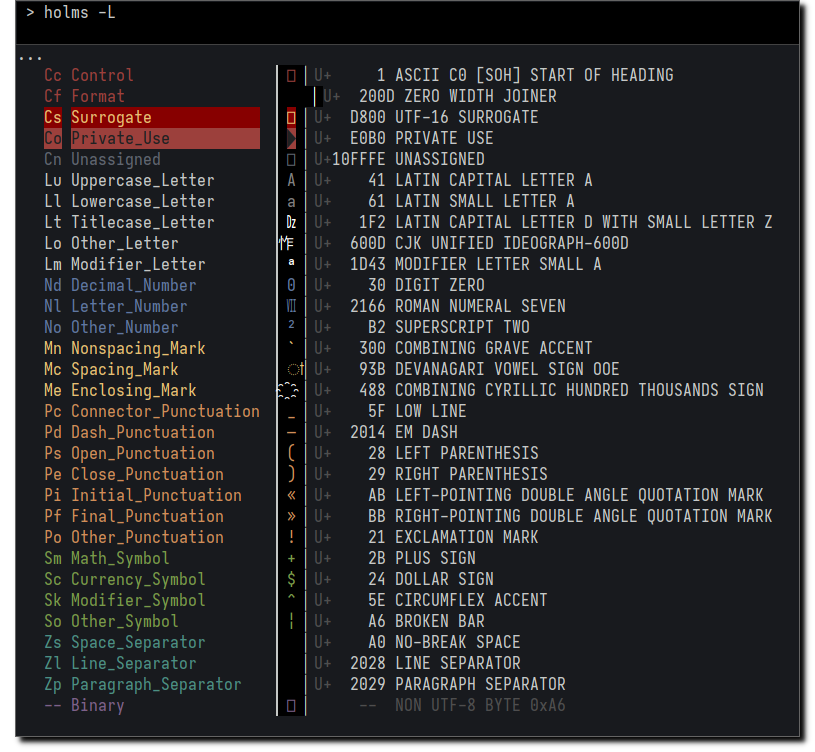 > holms -L
...
Cc Control □ U+ 1 ASCII C0 [SOH] START OF HEADING
Cf Format U+ 200D ZERO WIDTH JOINER
Cs Surrogate □ U+ D800 UTF-16 SURROGATE
Co Private_Use  U+ E0B0 PRIVATE USE
Cn Unassigned □ U+10FFFE UNASSIGNED
Lu Uppercase_Letter A U+ 41 LATIN CAPITAL LETTER A
Ll Lowercase_Letter a U+ 61 LATIN SMALL LETTER A
Lt Titlecase_Letter Dz U+ 1F2 LATIN CAPITAL LETTER D WITH SMALL LETTER Z
Lo Other_Letter U+ 600D CJK UNIFIED IDEOGRAPH-600D
Lm Modifier_Letter ᵃ U+ 1D43 MODIFIER LETTER SMALL A
Nd Decimal_Number 0 U+ 30 DIGIT ZERO
Nl Letter_Number Ⅶ U+ 2166 ROMAN NUMERAL SEVEN
No Other_Number ² U+ B2 SUPERSCRIPT TWO
Mn Nonspacing_Mark ` U+ 300 COMBINING GRAVE ACCENT
Mc Spacing_Mark ऻ U+ 93B DEVANAGARI VOWEL SIGN OOE
Me Enclosing_Mark ҈ U+ 488 COMBINING CYRILLIC HUNDRED THOUSANDS SIGN
Pc Connector_Punctuation _ U+ 5F LOW LINE
Pd Dash_Punctuation — U+ 2014 EM DASH
Ps Open_Punctuation ( U+ 28 LEFT PARENTHESIS
Pe Close_Punctuation ) U+ 29 RIGHT PARENTHESIS
Pi Initial_Punctuation « U+ AB LEFT-POINTING DOUBLE ANGLE QUOTATION MARK
Pf Final_Punctuation » U+ BB RIGHT-POINTING DOUBLE ANGLE QUOTATION MARK
Po Other_Punctuation ! U+ 21 EXCLAMATION MARK
Sm Math_Symbol + U+ 2B PLUS SIGN
Sc Currency_Symbol $ U+ 24 DOLLAR SIGN
Sk Modifier_Symbol ^ U+ 5E CIRCUMFLEX ACCENT
So Other_Symbol ¦ U+ A6 BROKEN BAR
Zs Space_Separator U+ A0 NO-BREAK SPACE
Zl Line_Separator U+ 2028 LINE SEPARATOR
Zp Paragraph_Separator U+ 2029 PARAGRAPH SEPARATOR
-- Binary □ -- NON UTF-8 BYTE 0xA6